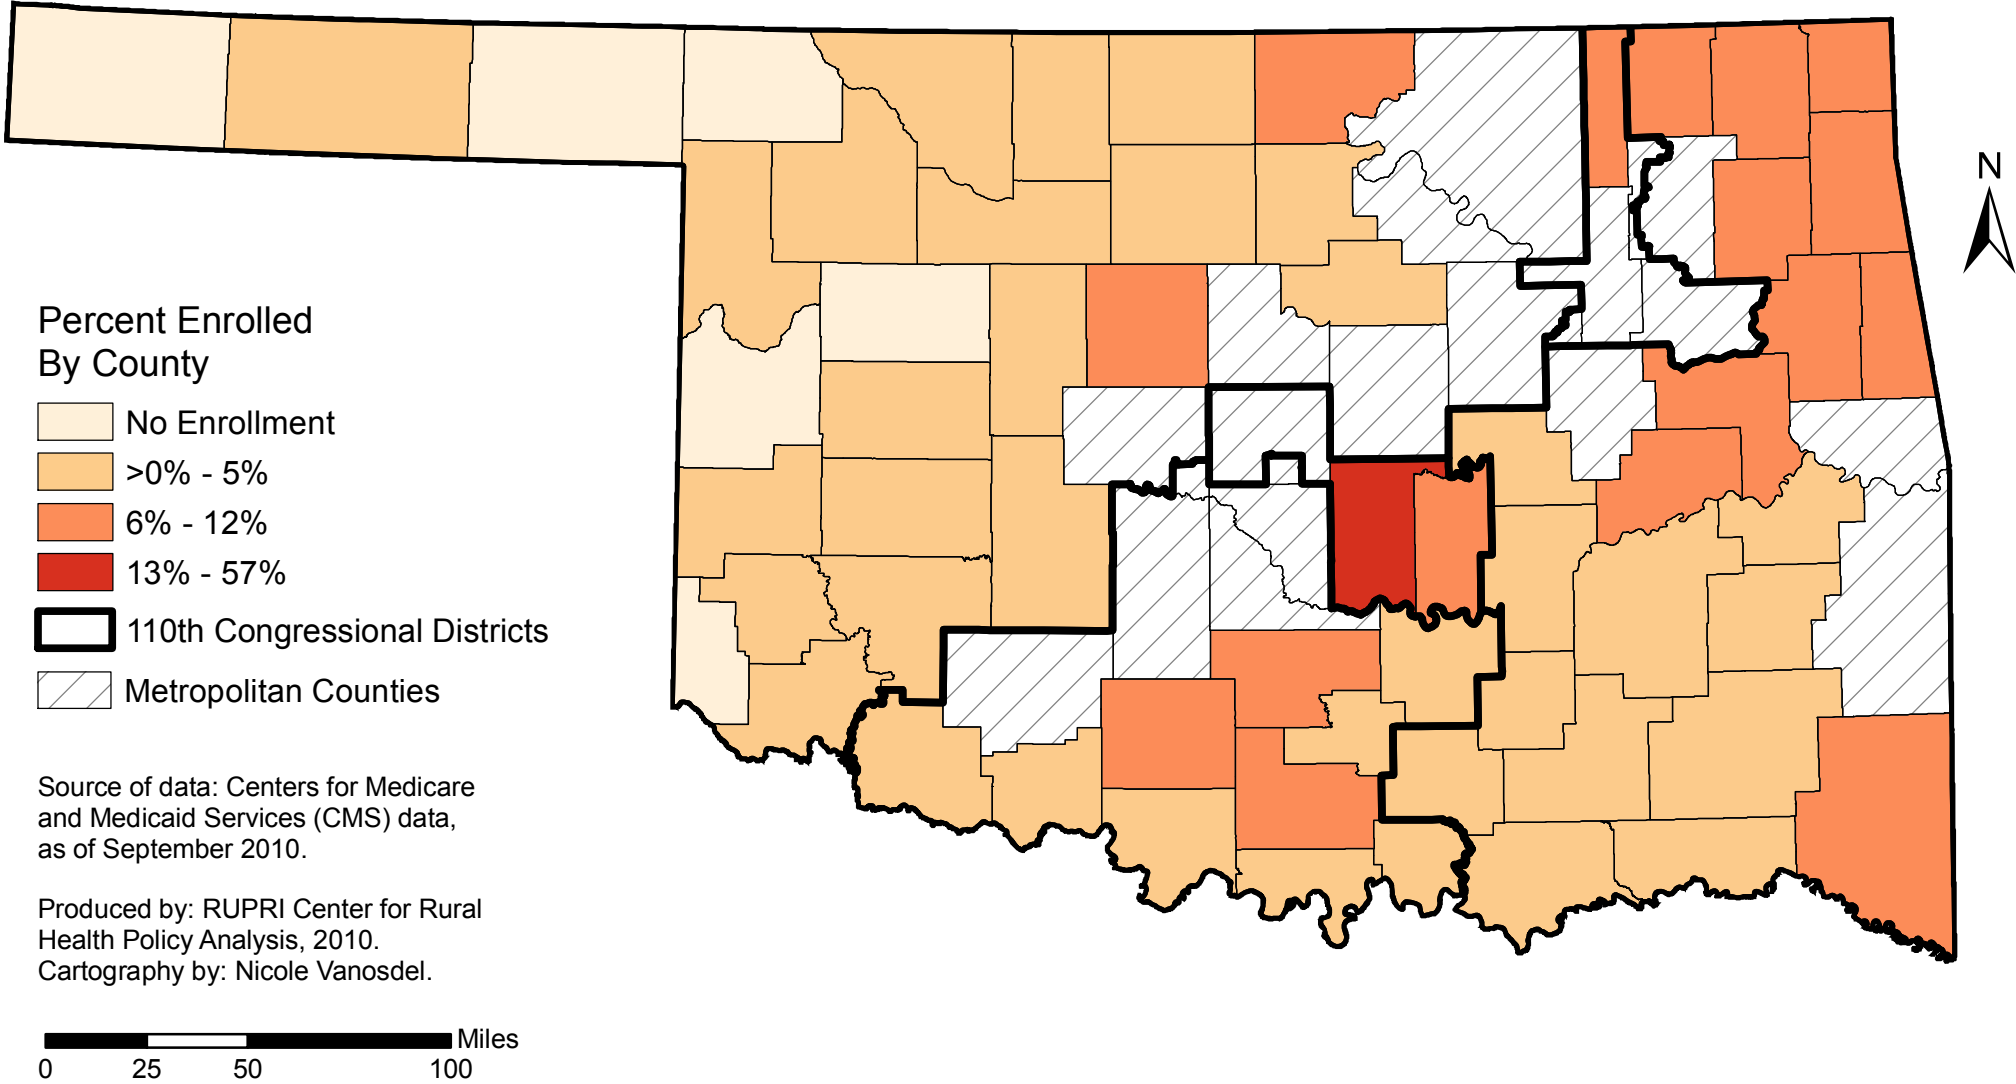 N
Percent Enrolled
By County
No Enrollment
>0% - 5%
6% - 12%
13% - 57%
110th Congressional Districts
Metropolitan Counties
Source of data: Centers for Medicare
and Medicaid Services (CMS) data,
as of September 2010.
Produced by: RUPRI Center for Rural
Health Policy Analysis, 2010.
Cartography by: Nicole Vanosdel.
Miles
0 25 50 100